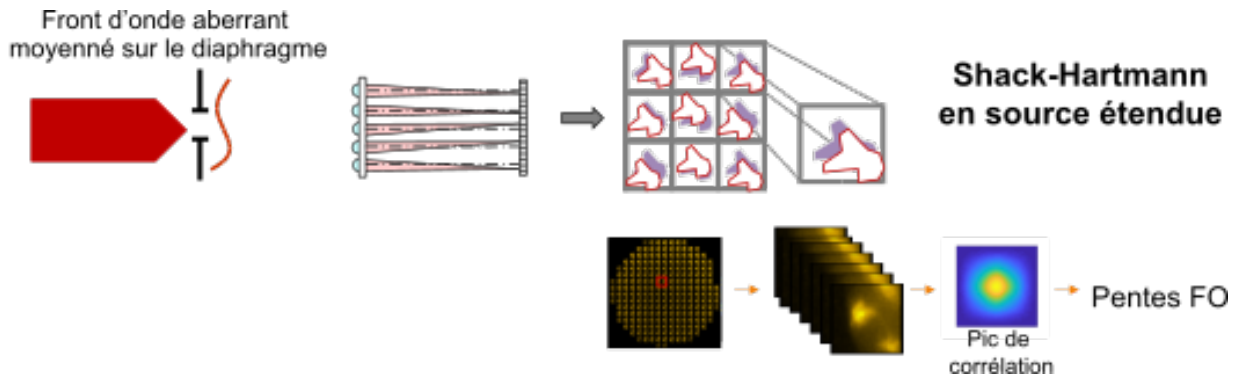 Front d'onde aberrant
moyenné sur le diaphragme
Shack-Hartmann
en source étendue
Pentes FO
Pic de
corrélation